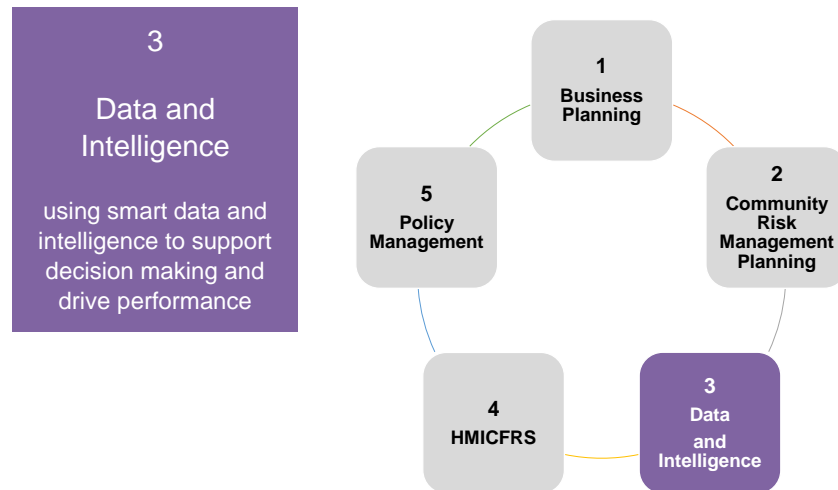 3
Data and
Intelligence
using smart data and
intelligence to support
decision making and
drive performance
1
Business
Planning
2
Community
Risk
Management
Planning
3
Data
and
Intelligence
4
HMICFRS
5
Policy
Management